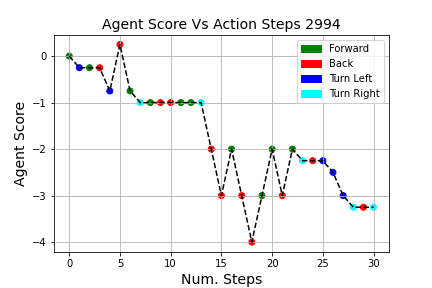 Agent Score Vs Action Steps 2994
Agent Score
0
−1
−2
−3
−4
Forward
Back
Turn Left
Turn Right
0 5 10 15 20 25 30
Num. Steps